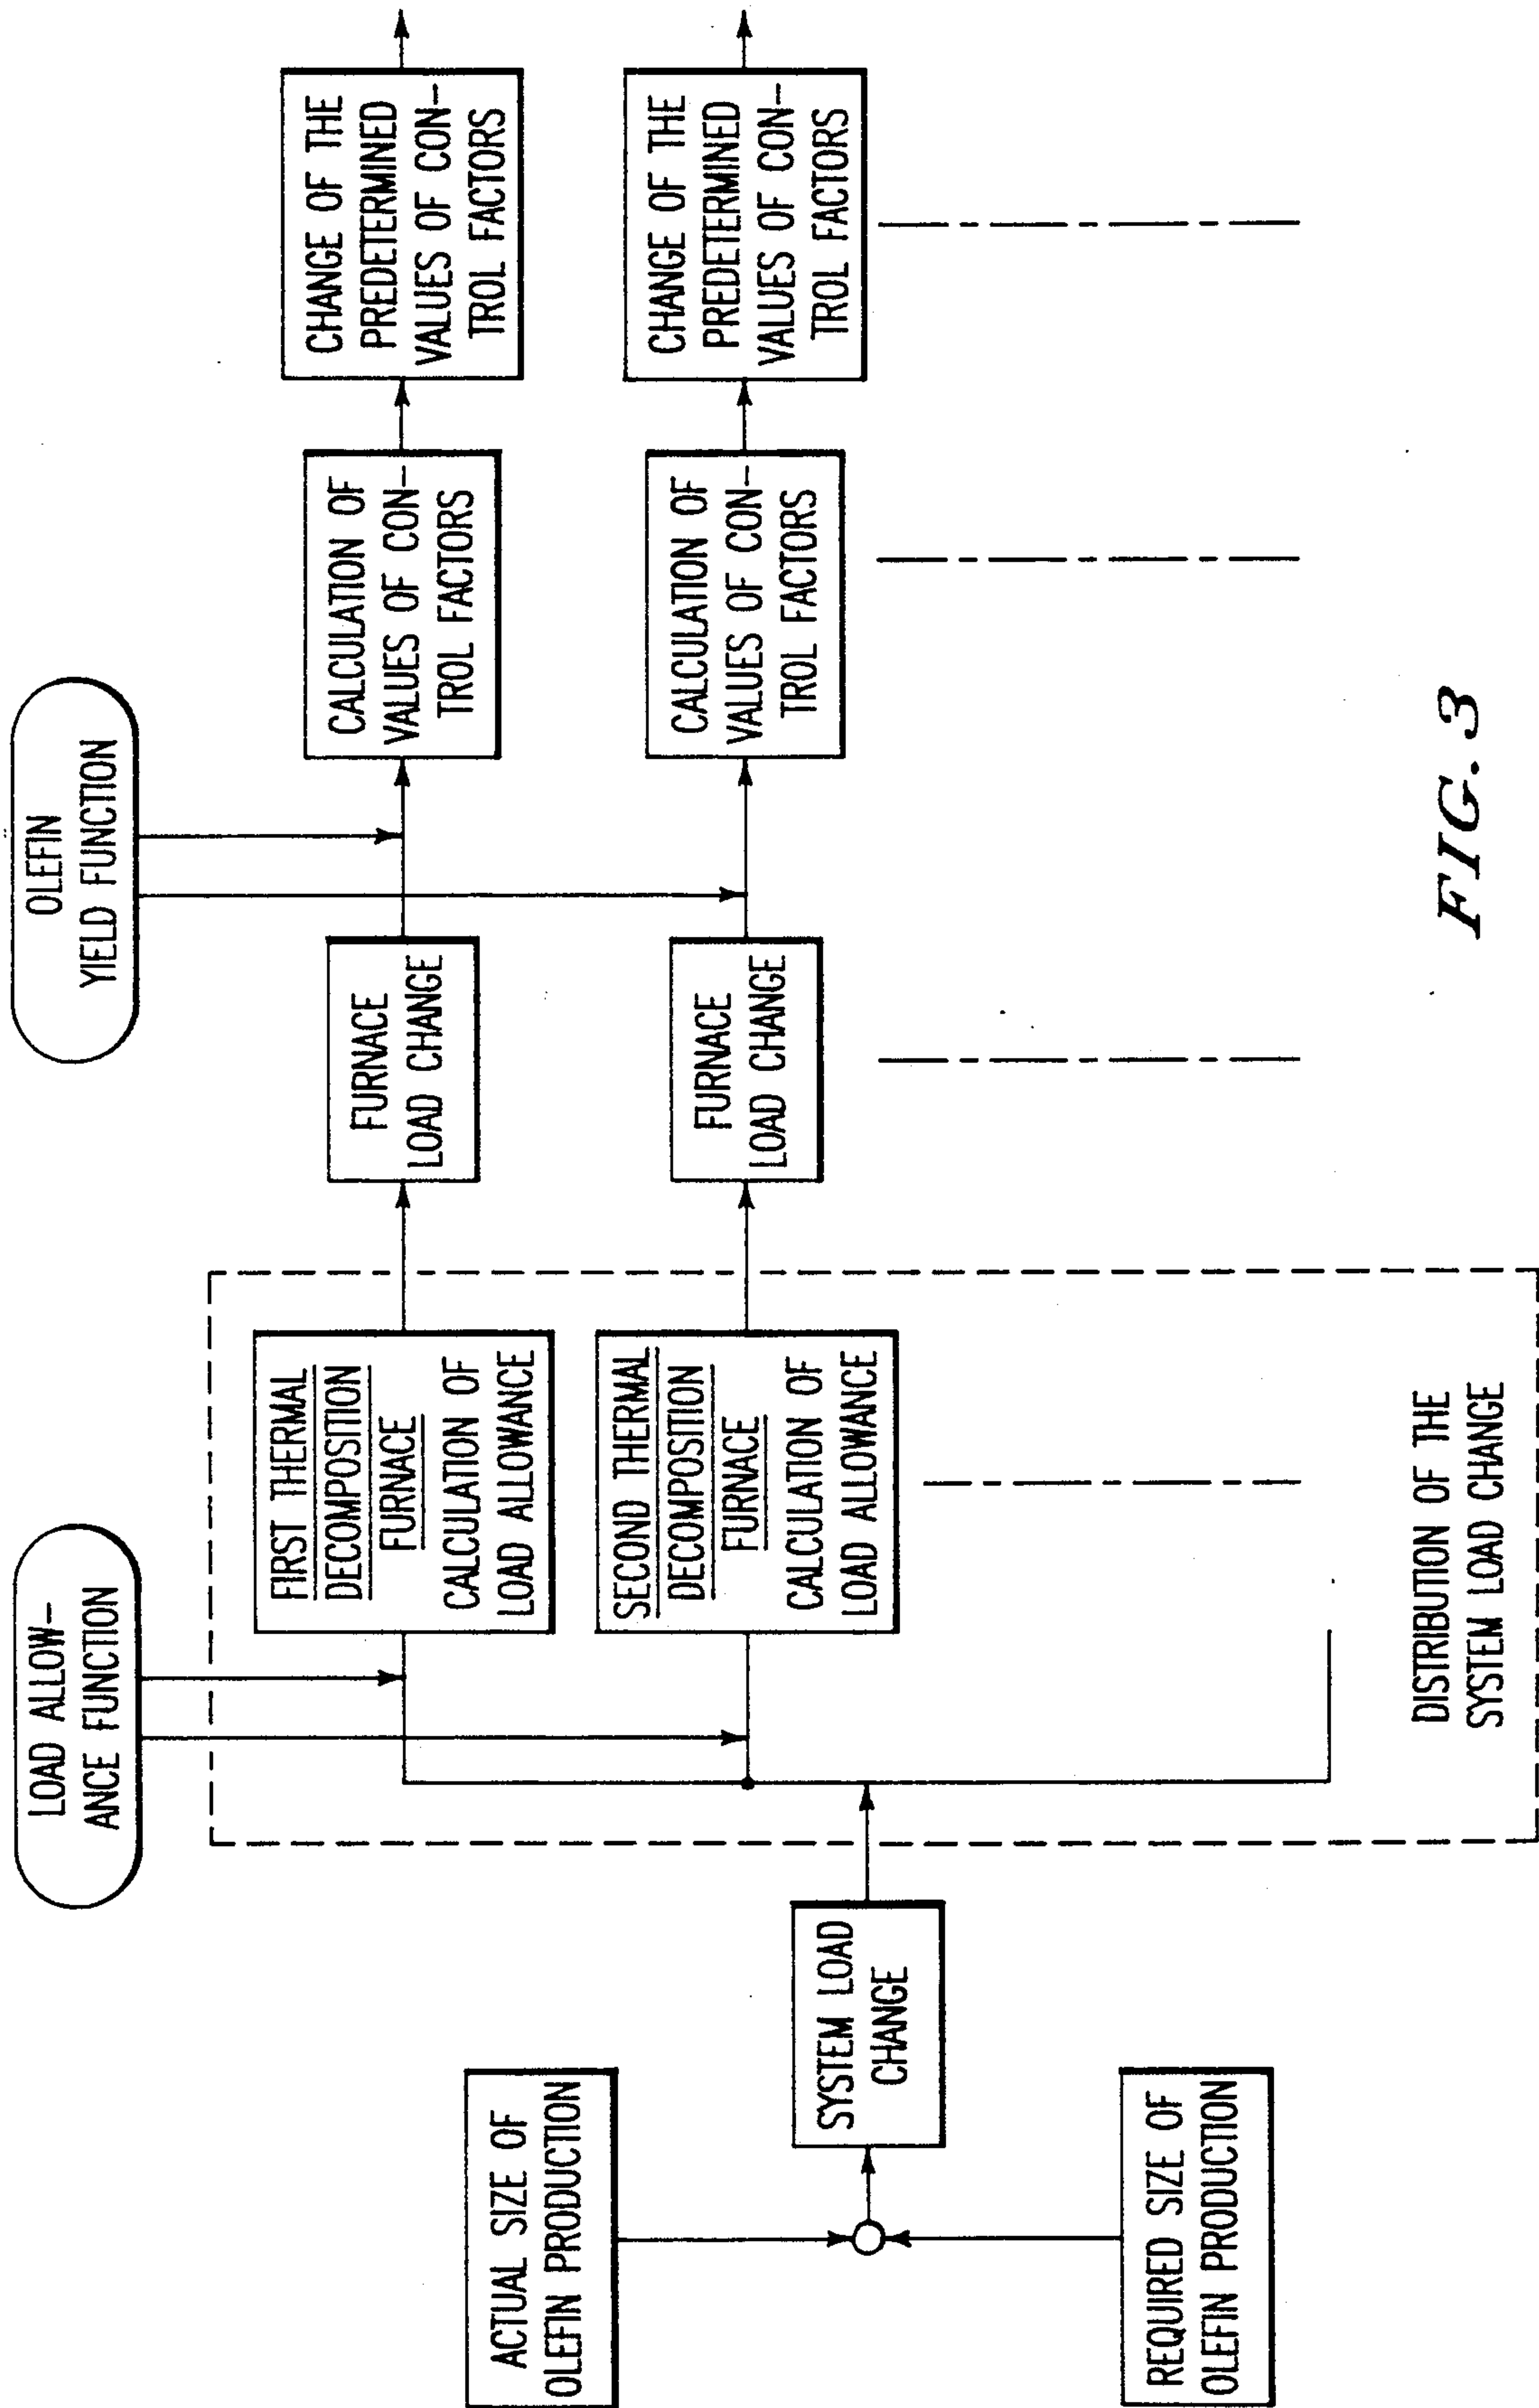 ACTUAL SIZE OF
OLEFIN PRODUCTION
REQUIRED SIZE OF
OLEFIN PRODUCTION
SYSTEM LOAD
CHANGE
LOAD ALLOW-
ANCE FUNCTION
FIRST THERMAL
DECOMPOSITION
FURNACE
CALCULATION OF
LOAD ALLOWANCE
SECOND THERMAL
DECOMPOSITION
FURNACE
CALCULATION OF
LOAD ALLOWANCE
DISTRIBUTION OF THE
SYSTEM LOAD CHANGE
FURNACE
LOAD CHANGE
FURNACE
LOAD CHANGE
OLEFIN
YIELD FUNCTION
CALCULATION OF
VALUES OF CON-
TROL FACTORS
CALCULATION OF
VALUES OF CON-
TROL FACTORS
CHANGE OF THE
PREDETERMINED
VALUES OF CON-
TROL FACTORS
CHANGE OF THE
PREDETERMINED
VALUES OF CON-
TROL FACTORS
FIG. 3